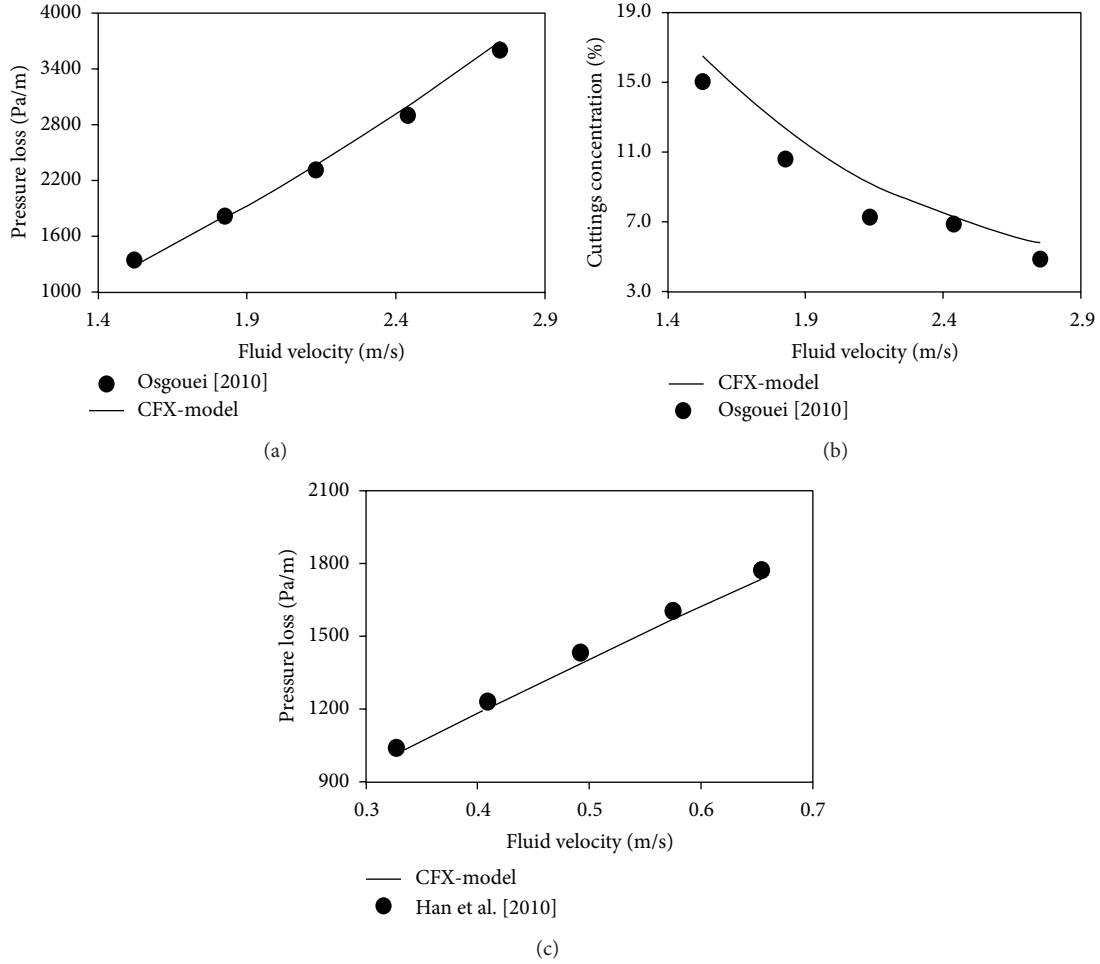 4000
3400
2800
2200
1600
1000
Pressure loss (Pa/m)
1.4 1.9 2.4 2.9
Fluid velocity (m/s)
Osgouei [2010]
CFX-model
(a)
19.0
15.0
11.0
7.0
3.0
Cuttings concentration (%)
1.4 1.9 2.4 2.9
Fluid velocity (m/s)
CFX-model
Osgouei [2010]
(b)
2100
1800
1500
1200
900
Pressure loss (Pa/m)
0.3 0.4 0.5 0.6 0.7
Fluid velocity (m/s)
CFX-model
Han et al. [2010]
(c)